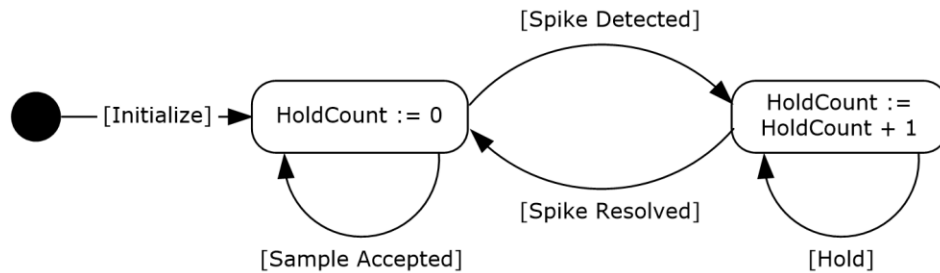 [Spike Detected]
[Initialize]
HoldCount := 0
HoldCount :=
HoldCount + 1
[Spike Resolved]
[Sample Accepted]
[Hold]